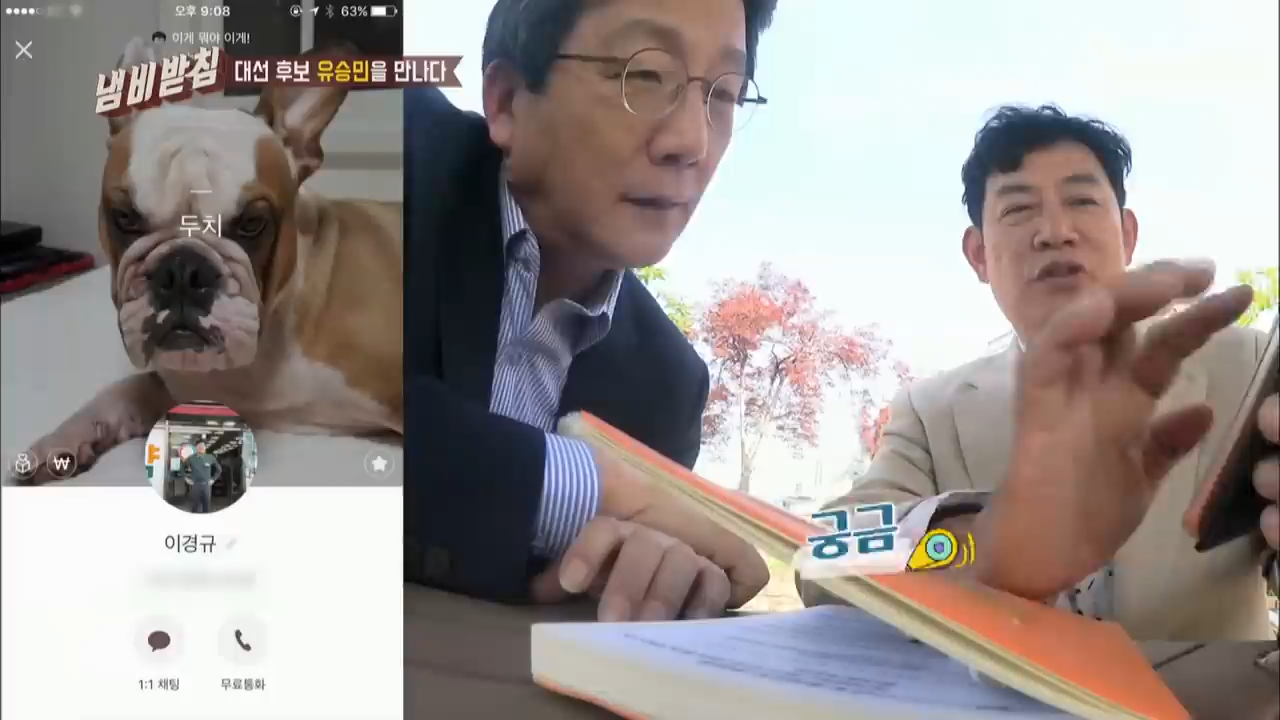 오후 9:08
63%
이게 뭐야 이게!
냄비받침
대선 후보 유승민을 만나다
두치
이경규
1:1 채팅
무료통화
궁금